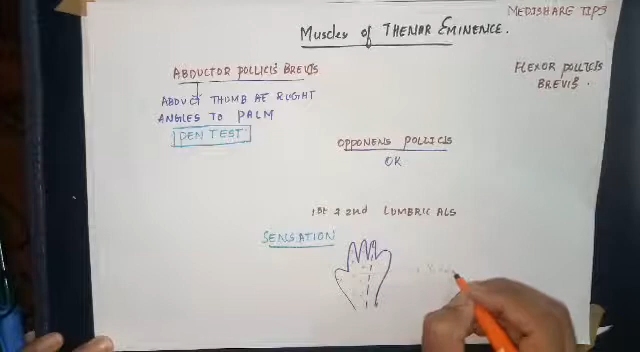 MEDISHARE TIPS
Muscles of THENAR EMINENCE.
ABDUCTOR POLLICIS BREVIS
ABDUCT THUMB AT RIGHT
ANGLES TO PALM
PEN TEST
FLEXOR POLLICIS
BREVIS.
OPPONENS POLLICIS
OK
1st & 2nd LUMBRICALS
SENSATION